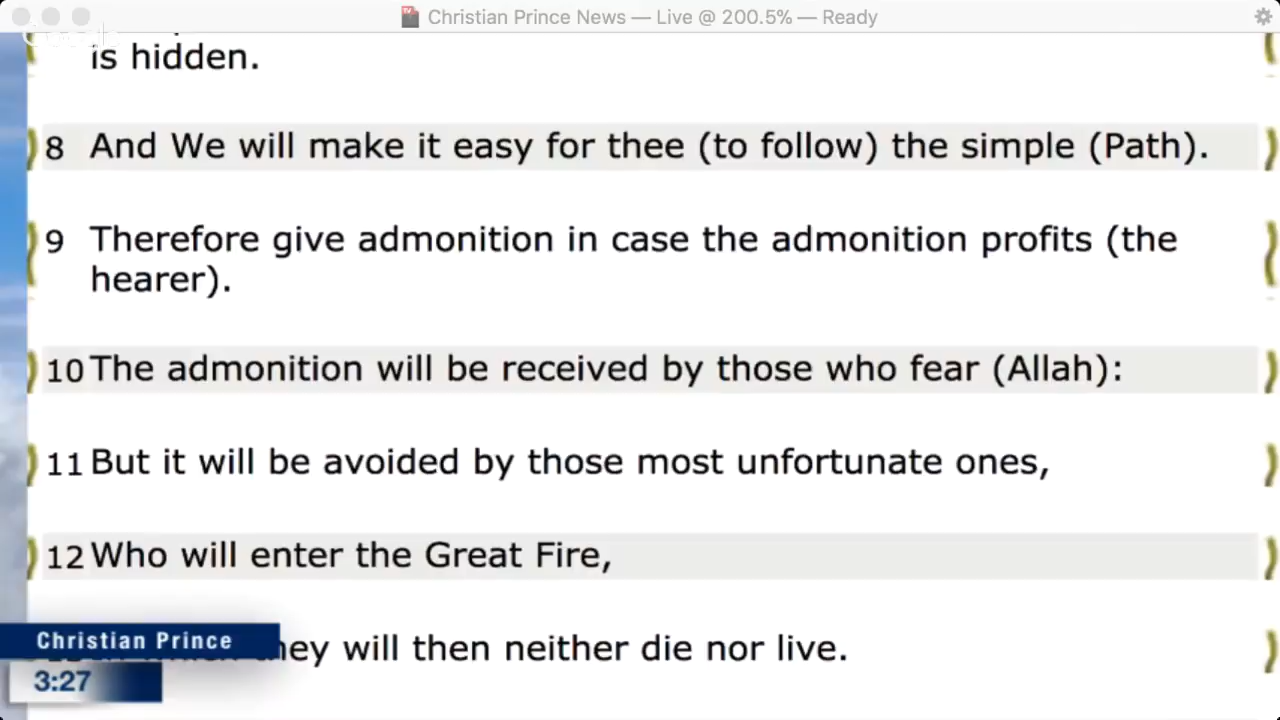 Christian Prince News — Live @ 200.5% — Ready
is hidden.
8 And We will make it easy for thee (to follow) the simple (Path).
9 Therefore give admonition in case the admonition profits (the
hearer).
10 The admonition will be received by those who fear (Allah):
11 But it will be avoided by those most unfortunate ones,
12 Who will enter the Great Fire,
they will then neither die nor live.
Christian Prince
3:27